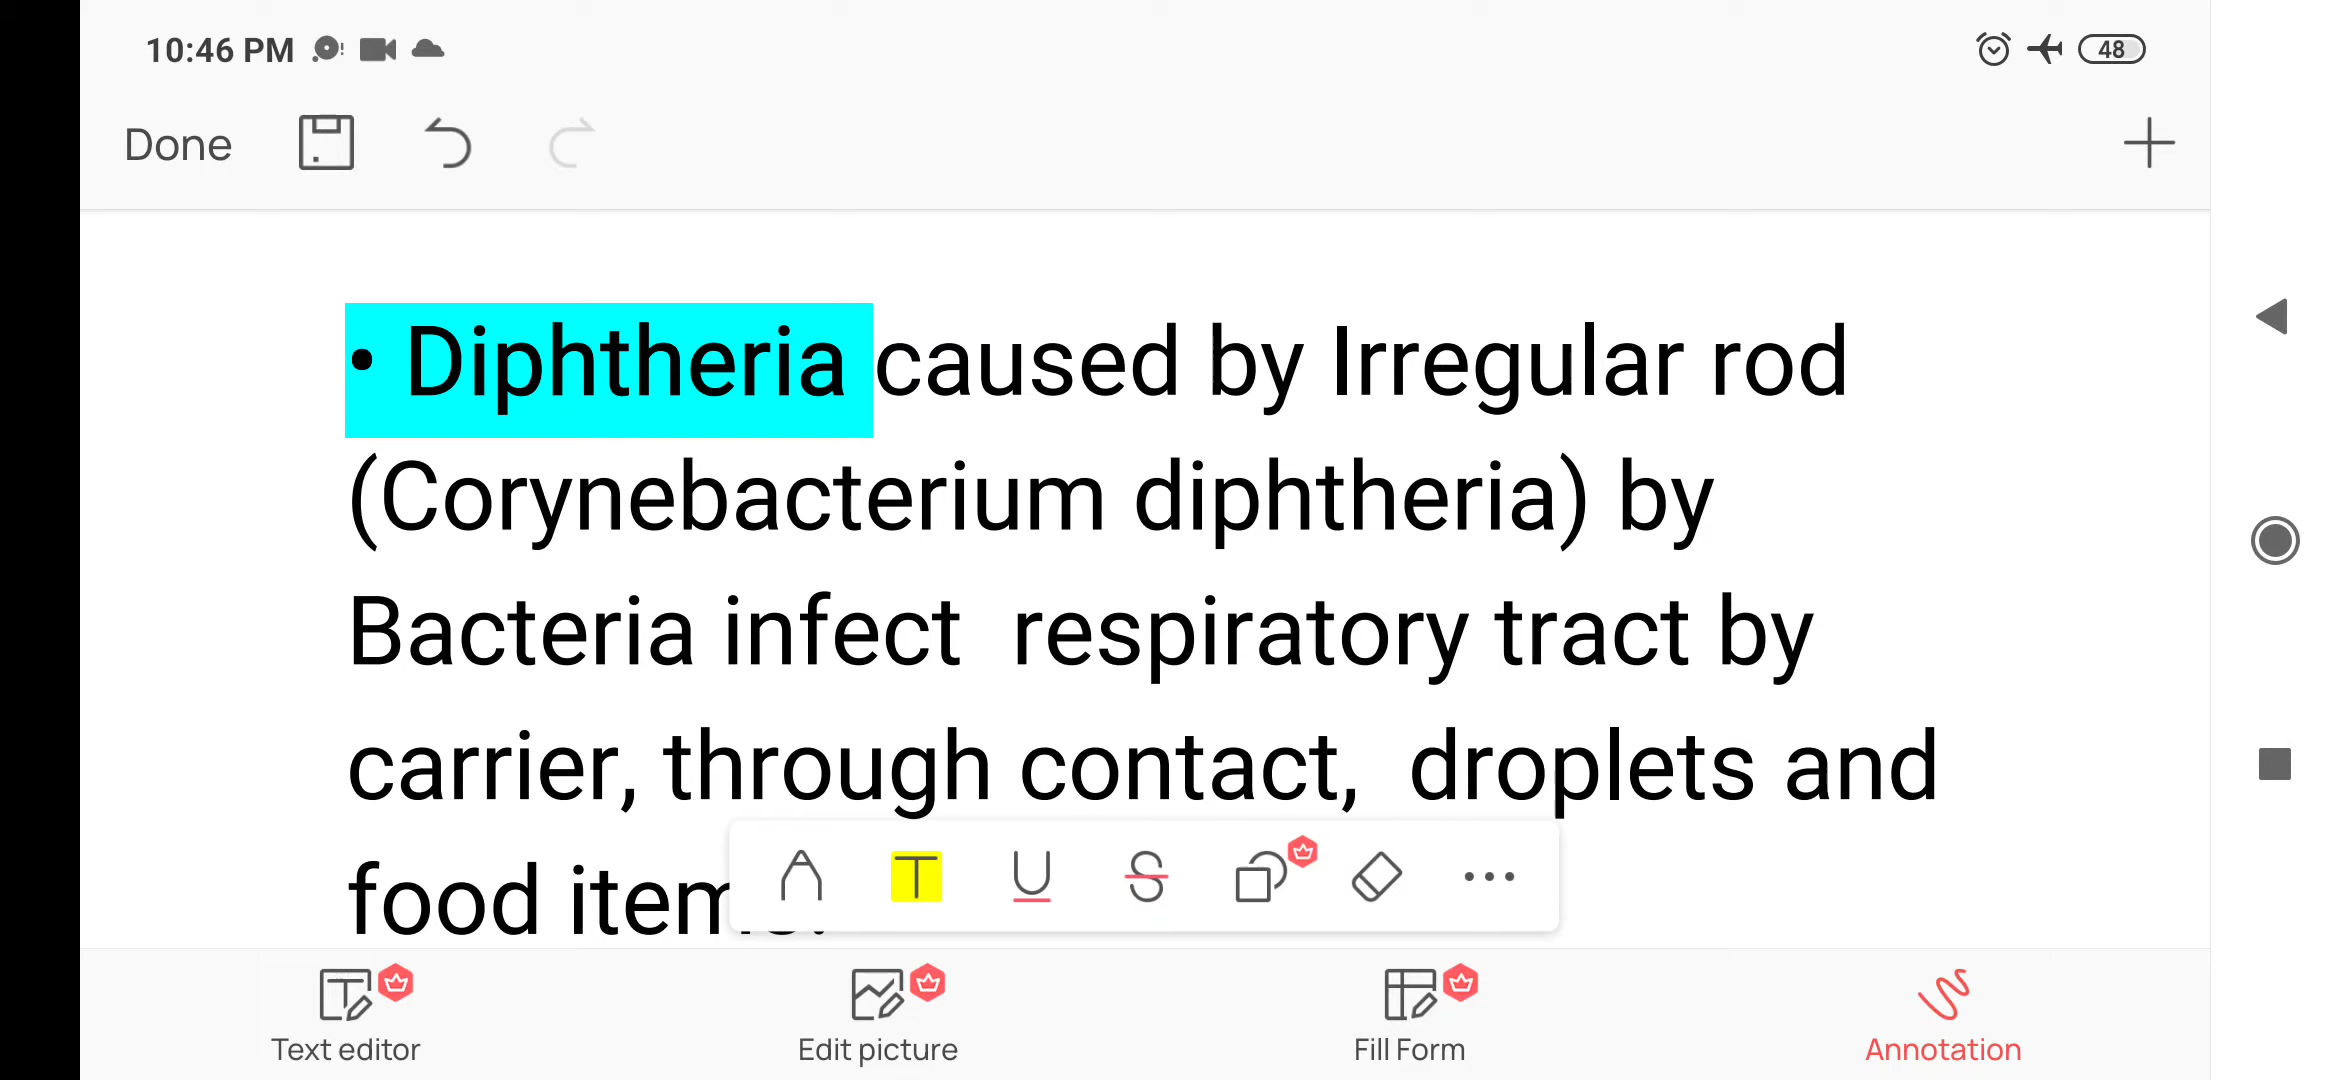 10:46 PM
48
Done
• Diphtheria caused by Irregular rod
(Corynebacterium diphtheria) by
Bacteria infect  respiratory tract by
carrier, through contact,  droplets and
food items.
T U S
Text editor
Edit picture
Fill Form
Annotation